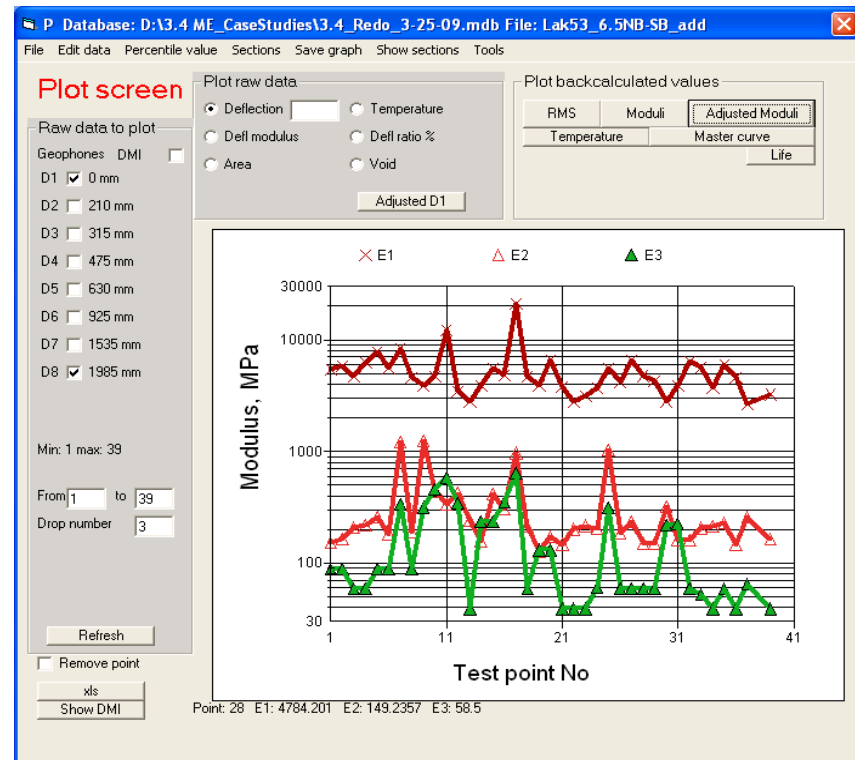 P Database: D:\3.4 ME_CaseStudies\3.4_Redo_3-25-09.mdb File: Lak53_6.5NB-SB_add
File Edit data Percentile value Sections Save graph Show sections Tools
Plot screen
Raw data to plot
Geophones DMI
D1 0 mm
D2 210 mm
D3 315 mm
D4 475 mm
D5 630 mm
D6 925 mm
D7 1535 mm
D8 1985 mm
Min: 1 max: 39
From 1 to 39
Drop number 3
Refresh
Remove point
xls
Show DMI
Plot raw data
Deflection Temperature
Defl modulus Defl ratio %
Area Void
Adjusted D1
Plot backcalculated values
RMS Moduli Adjusted Moduli
Temperature Master curve
Life
E1 E2 E3
Modulus, MPa
30000
10000
1000
100
30
1 11 21 31 41
Test point No
Point: 28 E1: 4784.201 E2: 149.2357 E3: 58.5